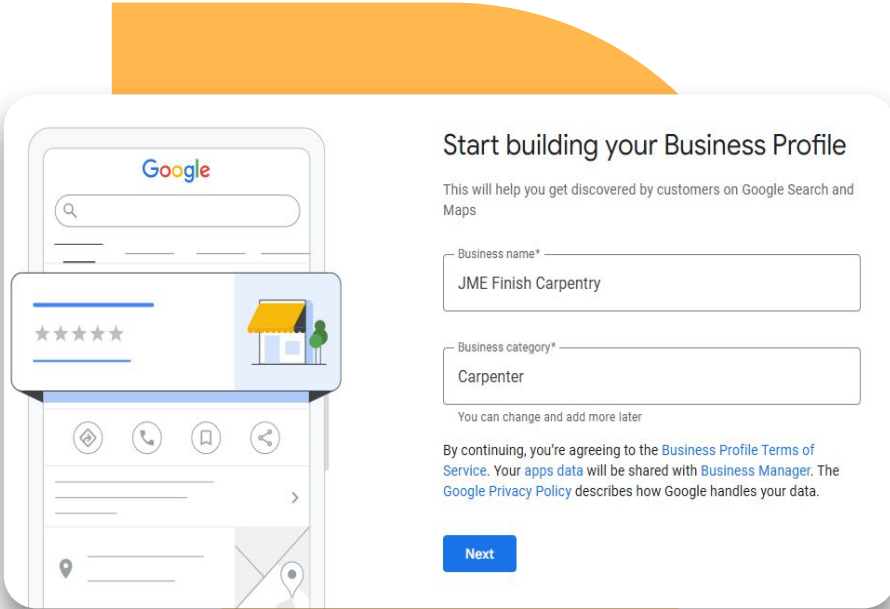 Google
Start building your Business Profile
This will help you get discovered by customers on Google Search and
Maps
Business name*
JME Finish Carpentry
Business category*
Carpenter
You can change and add more later
By continuing, you're agreeing to the Business Profile Terms of
Service. Your apps data will be shared with Business Manager. The
Google Privacy Policy describes how Google handles your data.
Next